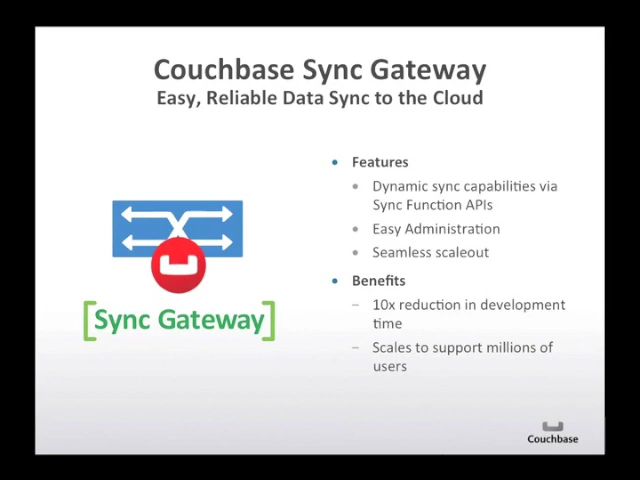 Couchbase Sync Gateway
Easy, Reliable Data Sync to the Cloud
• Features
• Dynamic sync capabilities via
Sync Function APIs
• Easy Administration
• Seamless scaleout
• Benefits
– 10x reduction in development
time
– Scales to support millions of
users
[Sync Gateway]
Couchbase